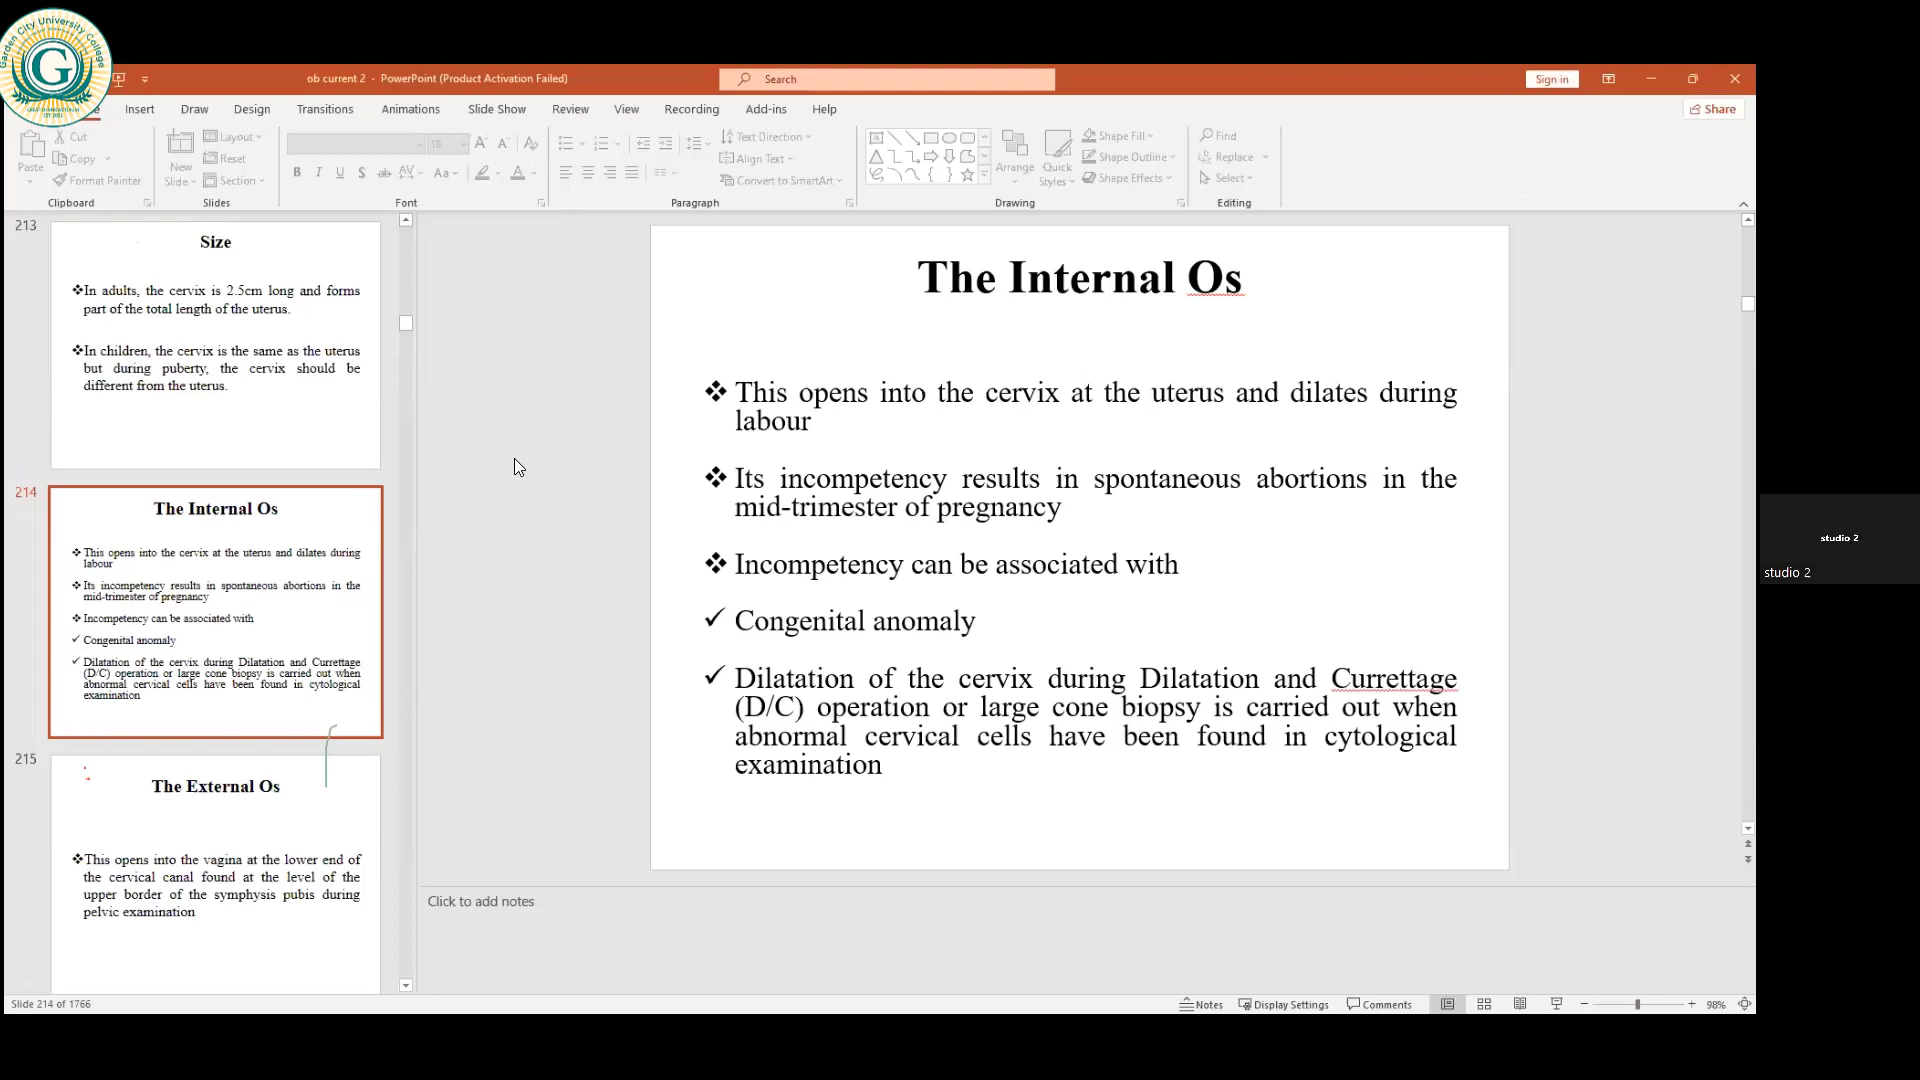 Garden City University College
G
ob current 2 - PowerPoint (Product Activation Failed)
Search
Sign in
Insert Draw Design Transitions Animations Slide Show Review View Recording Add-ins Help
Share
Paste
Cut
Copy
Format Painter
Clipboard
New Slide
Layout
Reset
Section
Slides
18
B I U S ab AV Aa A
Font
Text Direction
Align Text
Convert to SmartArt
Paragraph
Arrange
Quick Styles
Shape Fill
Shape Outline
Shape Effects
Drawing
Find
Replace
Select
Editing
213
Size
❖In adults, the cervix is 2.5cm long and forms
part of the total length of the uterus.
❖In children, the cervix is the same as the uterus
but during puberty, the cervix should be
different from the uterus.
214
The Internal Os
❖This opens into the cervix at the uterus and dilates during
labour
❖Its incompetency results in spontaneous abortions in the
mid-trimester of pregnancy
❖Incompetency can be associated with
✓Congenital anomaly
✓Dilatation of the cervix during Dilatation and Currettage
(D/C) operation or large cone biopsy is carried out when
abnormal cervical cells have been found in cytological
examination
215
The External Os
❖This opens into the vagina at the lower end of
the cervical canal found at the level of the
upper border of the symphysis pubis during
pelvic examination
The Internal Os
❖ This opens into the cervix at the uterus and dilates during
labour
❖ Its incompetency results in spontaneous abortions in the
mid-trimester of pregnancy
❖ Incompetency can be associated with
✓ Congenital anomaly
✓ Dilatation of the cervix during Dilatation and Currettage
(D/C) operation or large cone biopsy is carried out when
abnormal cervical cells have been found in cytological
examination
Click to add notes
studio 2
studio 2
Slide 214 of 1766
Notes Display Settings Comments 98%